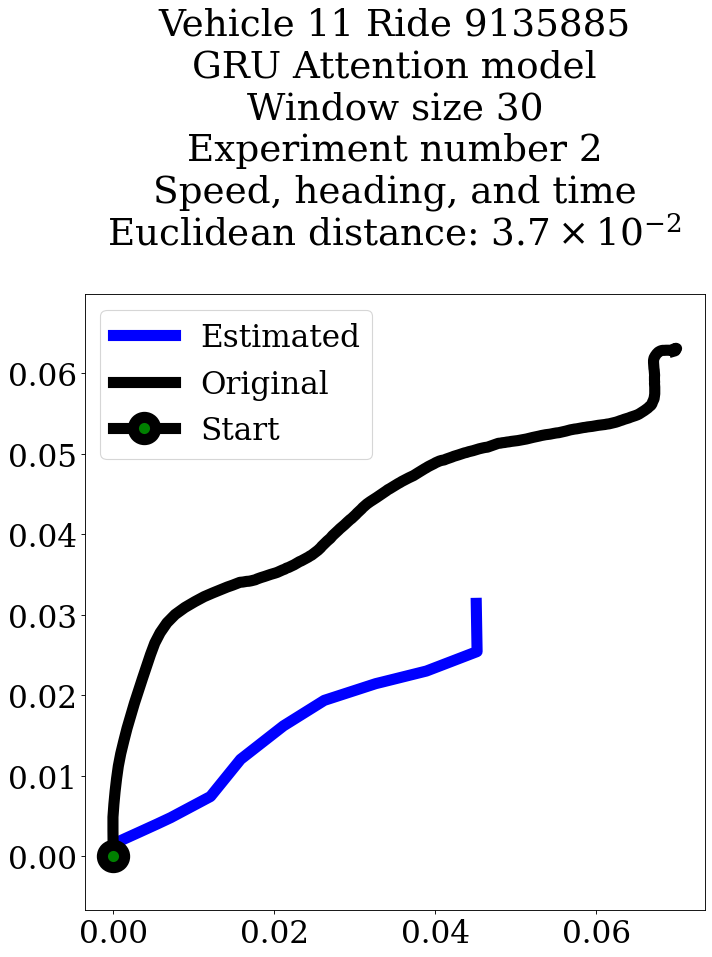 Vehicle 11 Ride 9135885
GRU Attention model
Window size 30
Experiment number 2
Speed, heading, and time
Euclidean distance: 3.7 × 10⁻²
Estimated
Original
Start
0.06
0.05
0.04
0.03
0.02
0.01
0.00
0.00 0.02 0.04 0.06